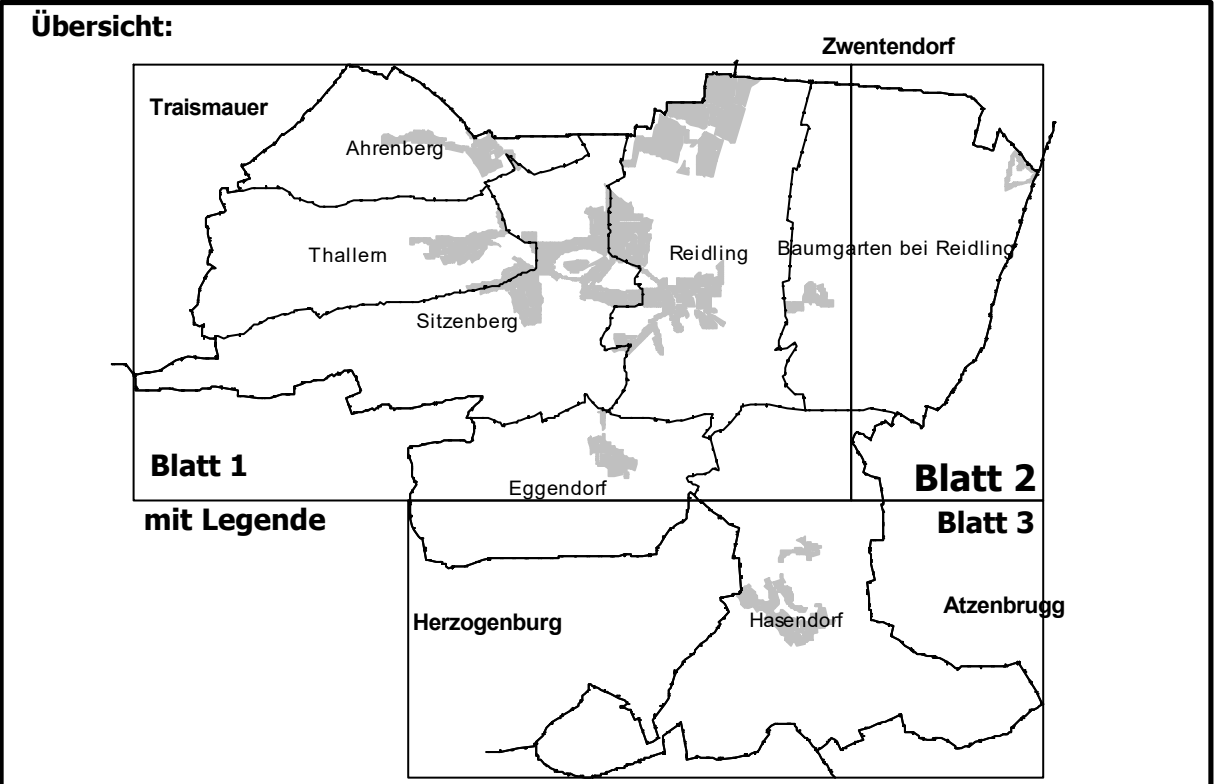 Übersicht:
Zwentendorf
Traismauer
Ahrenberg
Thallern
Reidling
Baumgarten bei Reidling
Sitzenberg
Blatt 1
Blatt 2
Eggendorf
mit Legende
Blatt 3
Atzenbrugg
Herzogenburg
Hasendorf